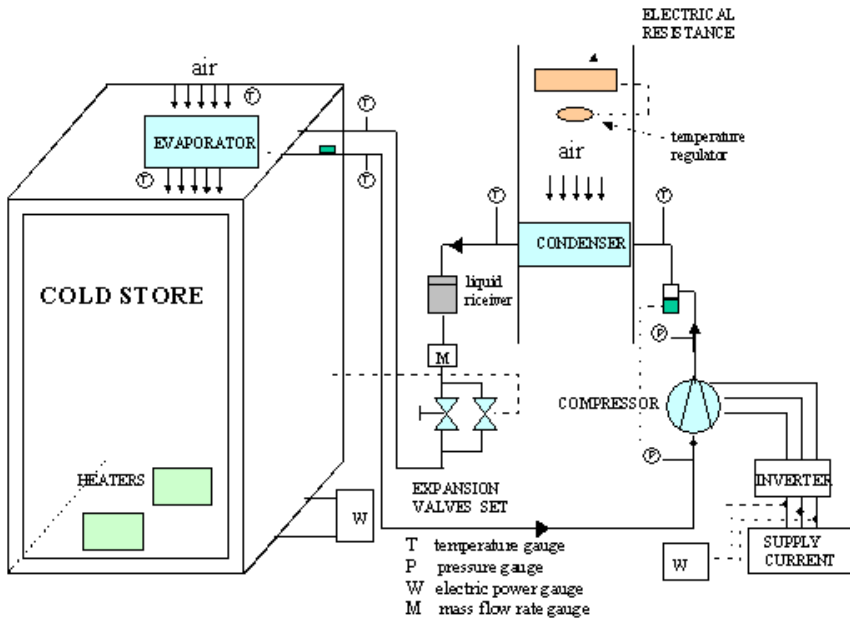 ELECTRICAL
RESISTANCE
air
T
EVAPORATOR
T
T
T
temperature
regulator
air
T
T
CONDENSER
COLD STORE
liquid
riceiver
P
M
COMPRESSOR
P
HEATERS
INVERTER
W
EXPANSION
VALVES SET
SUPPLY
CURRENT
W
T temperature gauge
P pressure gauge
W electric power gauge
M mass flow rate gauge